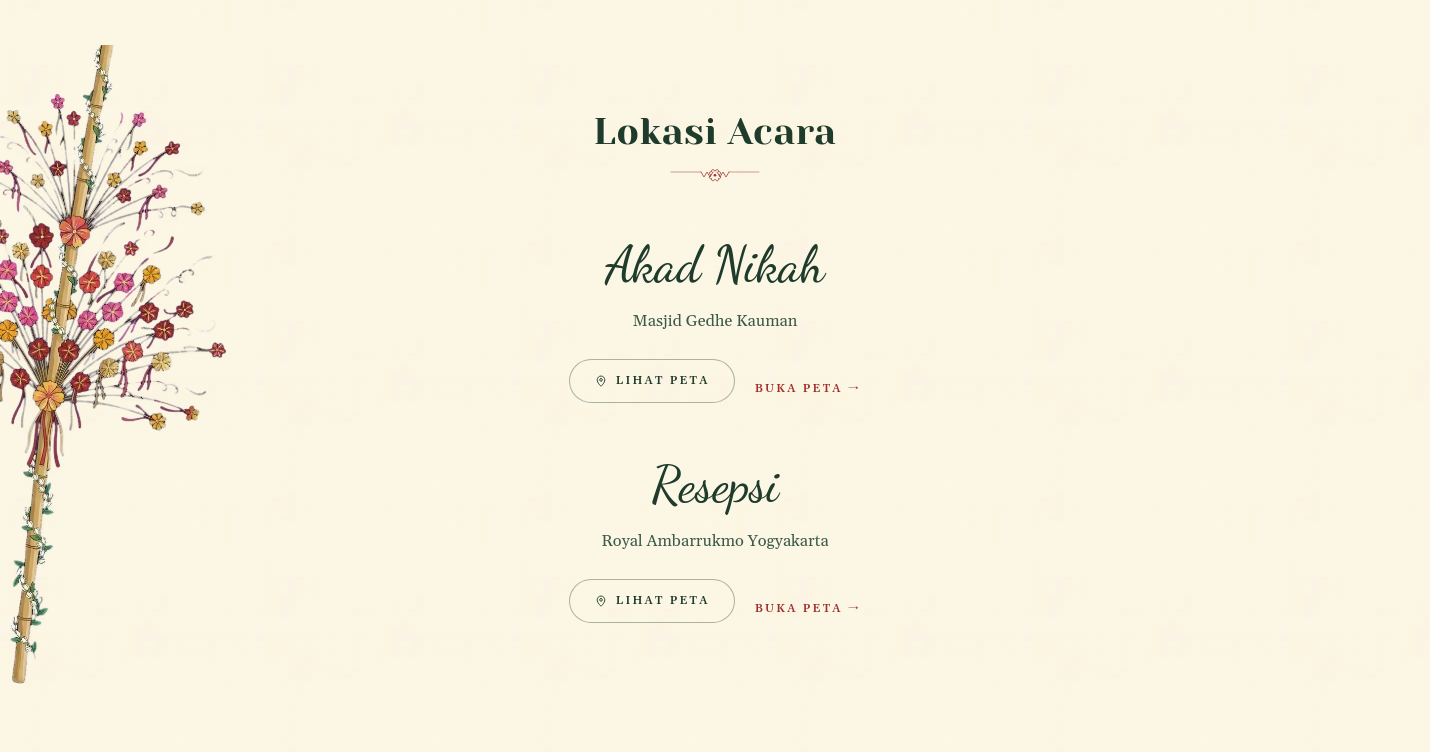 Lokasi Acara
Akad Nikah
Masjid Gedhe Kauman
LIHAT PETA
BUKA PETA →
Resepsi
Royal Ambarrukmo Yogyakarta
LIHAT PETA
BUKA PETA →